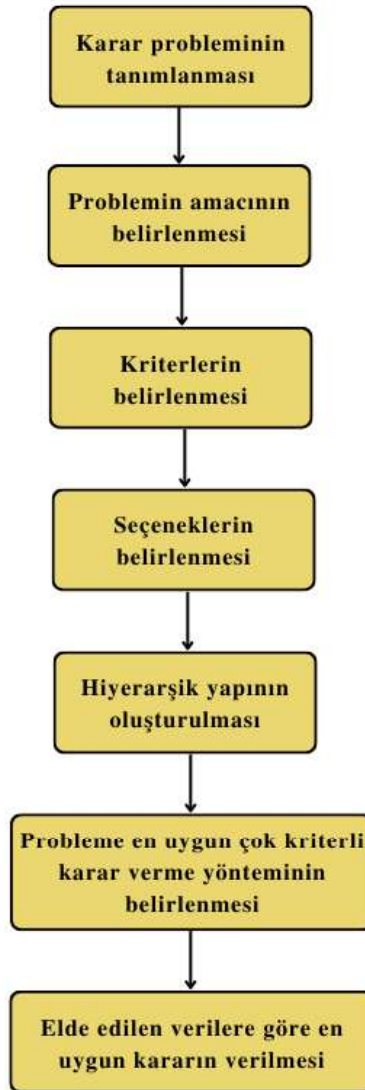 Karar probleminin
tanımlanması
Problemin amacının
belirlenmesi
Kriterlerin
belirlenmesi
Seçeneklerin
belirlenmesi
Hiyerarşik yapının
oluşturulması
Probleme en uygun çok kriterli
karar verme yönteminin
belirlenmesi
Elde edilen verilere göre en
uygun kararın verilmesi